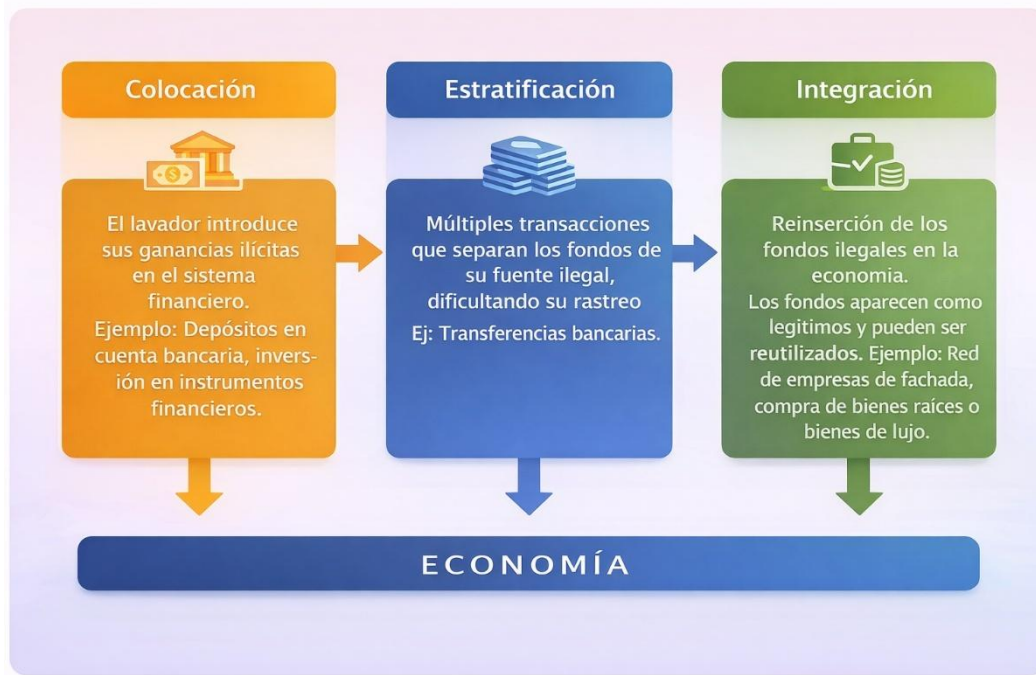 Colocación
El lavador introduce
sus ganancias ilícitas
en el sistema
financiero.
Ejemplo: Depósitos en
cuenta bancaria, invers-
ión en instrumentos
financieros.
Estratificación
Múltiples transacciones
que separan los fondos de
su fuente ilegal,
dificultando su rastreo
Ej: Transferencias bancarias.
Integración
Reinserción de los
fondos ilegales en la
economia.
Los fondos aparecen como
legitimos y pueden ser
reutilizados. Ejemplo: Red
de empresas de fachada,
compra de bienes raíces o
bienes de lujo.
ECONOMÍA